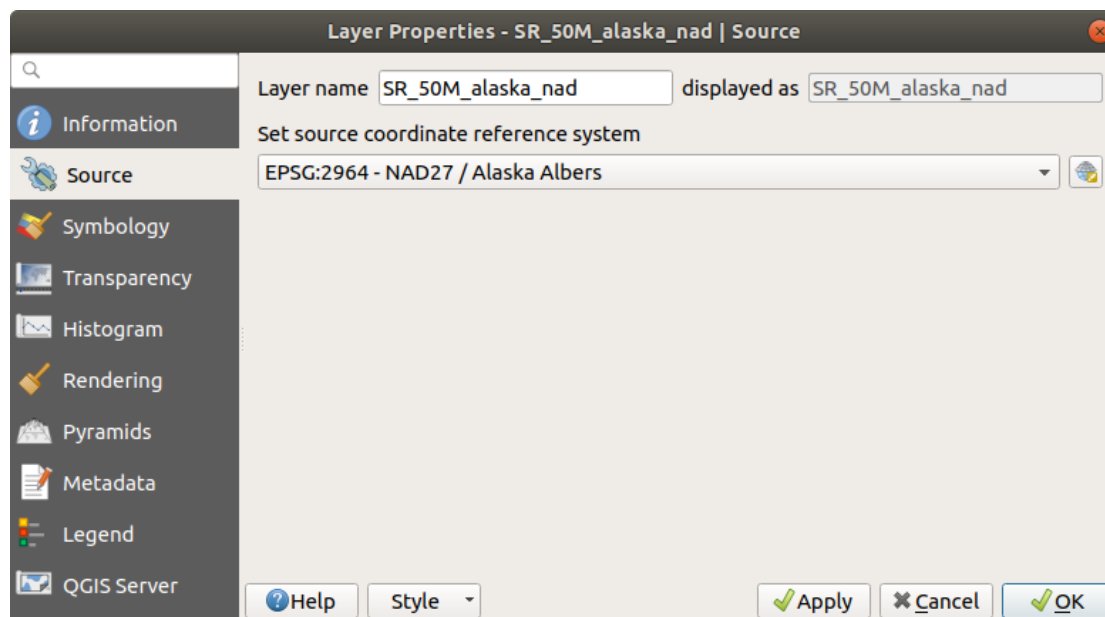 Layer Properties - SR_50M_alaska_nad | Source
Information
Source
Symbology
Transparency
Histogram
Rendering
Pyramids
Metadata
Legend
QGIS Server
Layer name SR_50M_alaska_nad displayed as SR_50M_alaska_nad
Set source coordinate reference system
EPSG:2964 - NAD27 / Alaska Albers
Help Style Apply Cancel OK